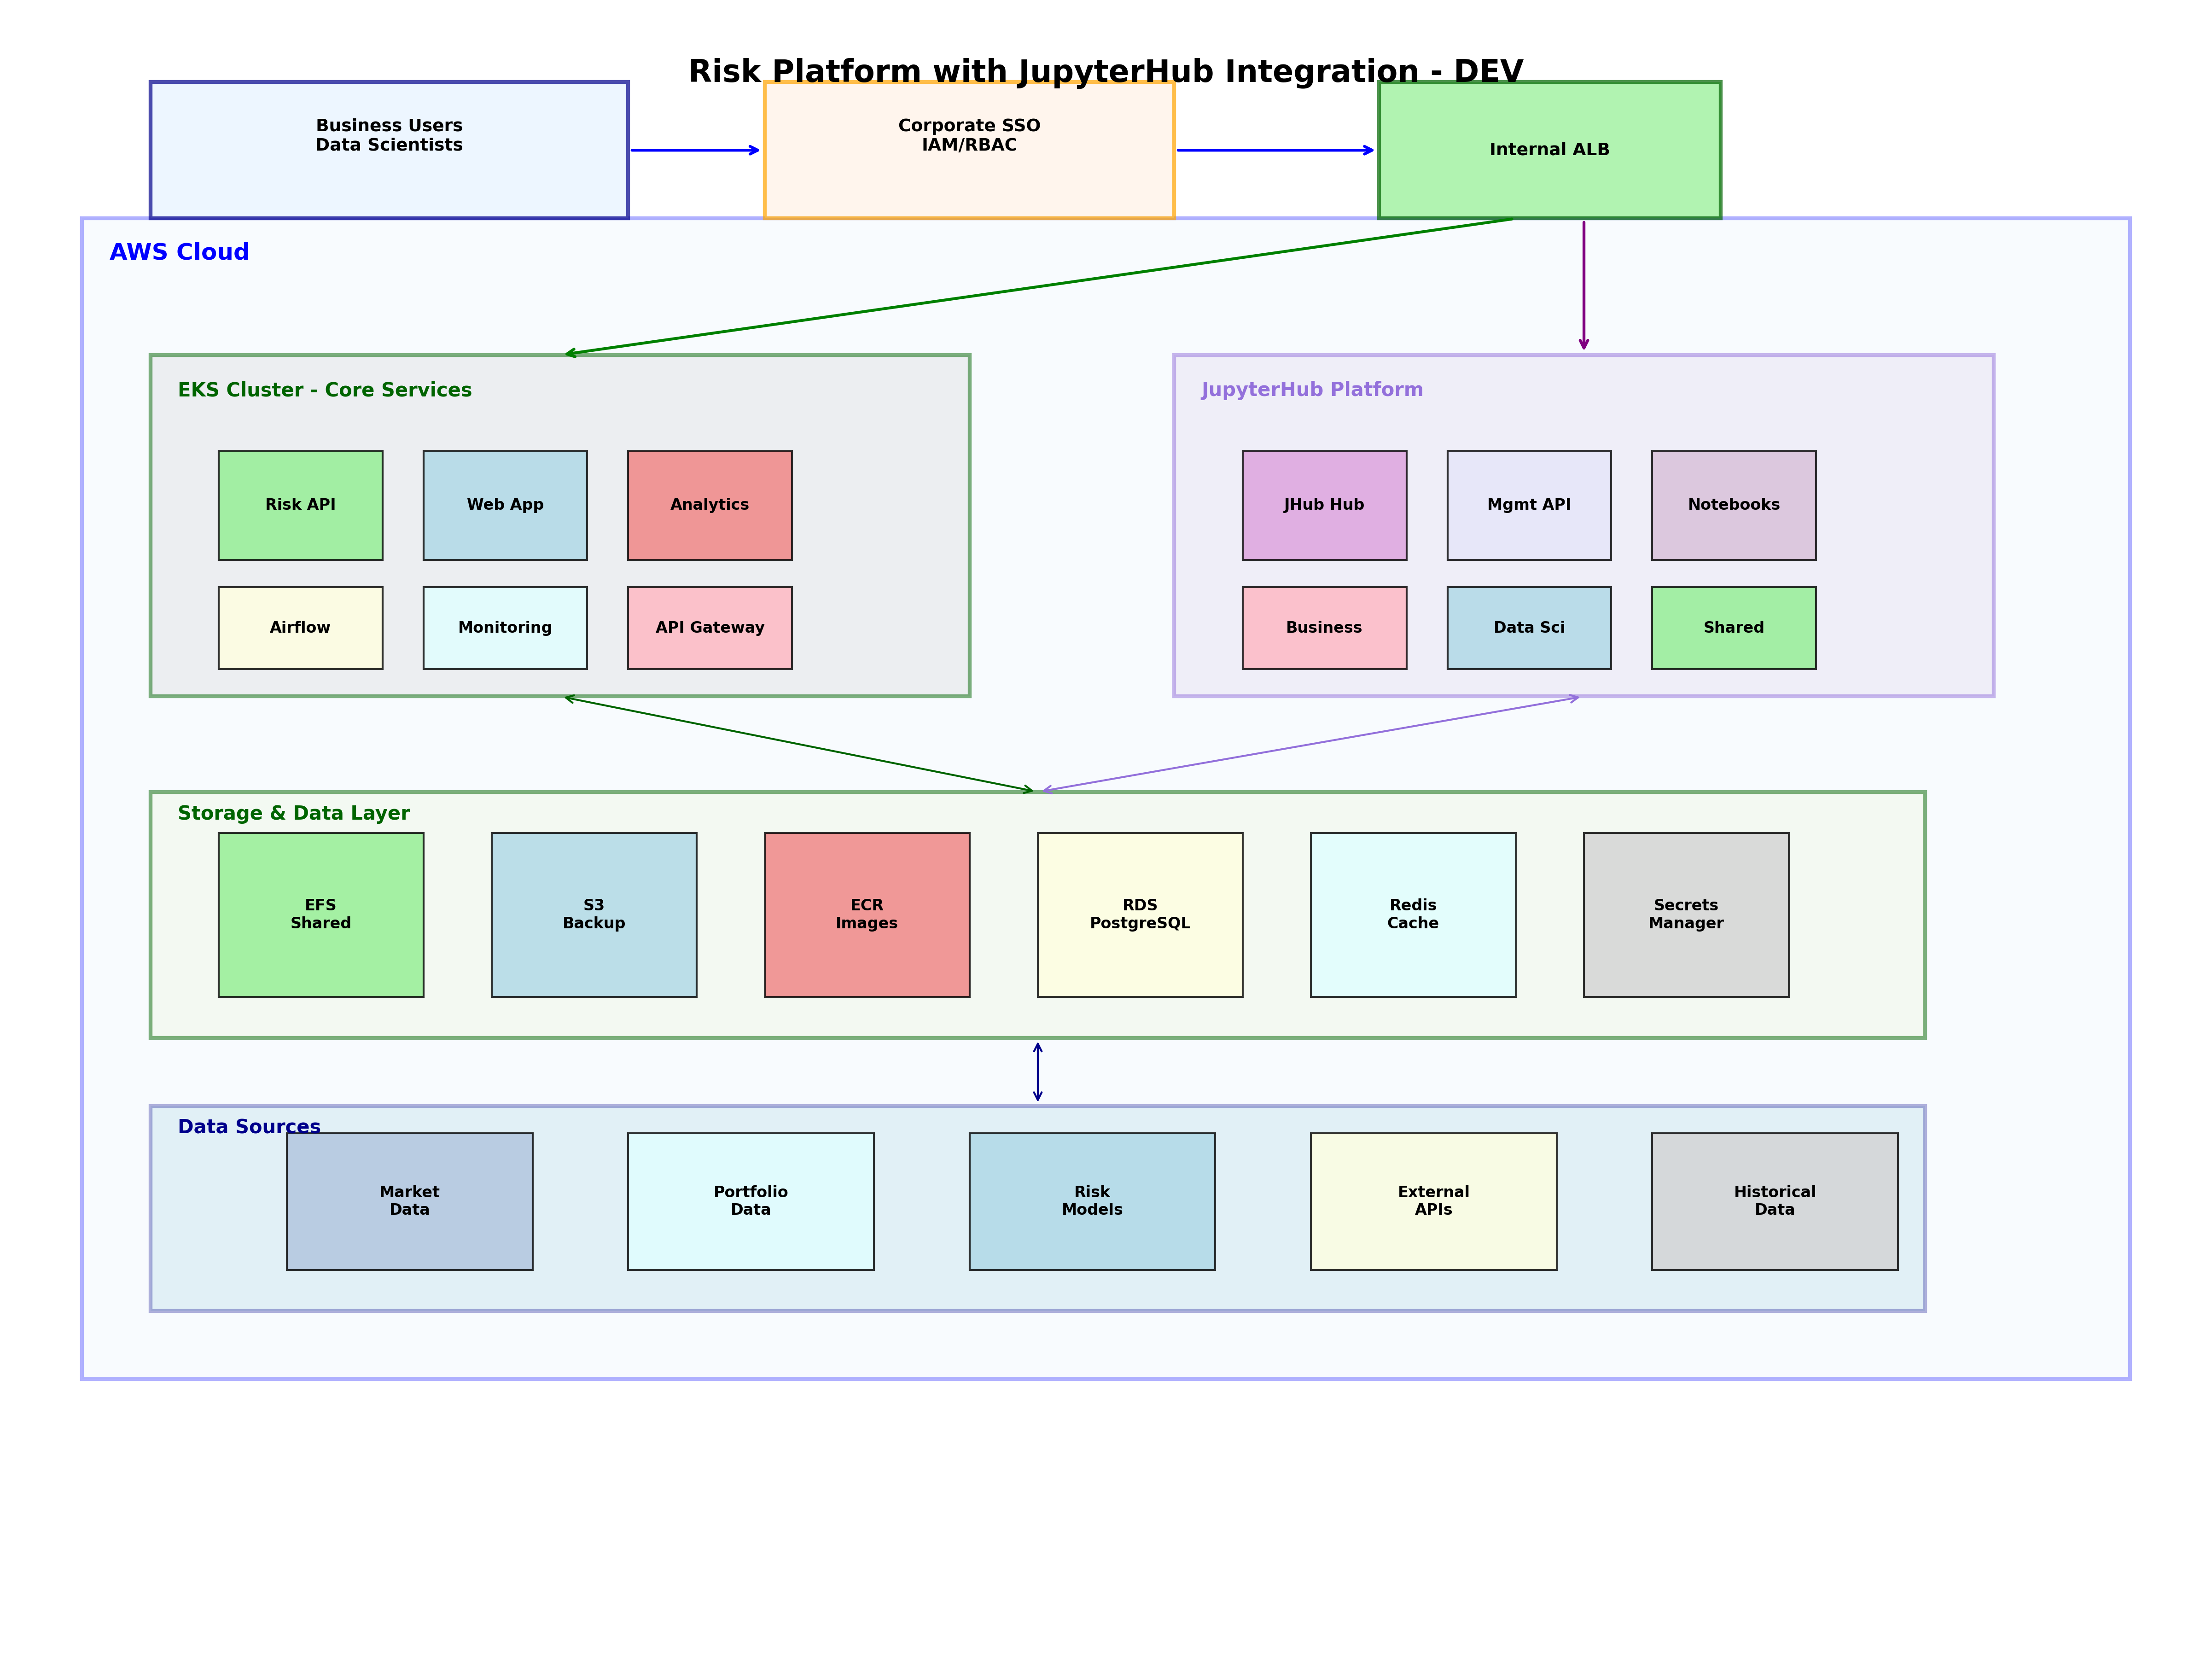 Risk Platform with JupyterHub Integration - DEV
Business Users
Data Scientists
Corporate SSO
IAM/RBAC
Internal ALB
AWS Cloud
EKS Cluster - Core Services
Risk API
Web App
Analytics
Airflow
Monitoring
API Gateway
JupyterHub Platform
JHub Hub
Mgmt API
Notebooks
Business
Data Sci
Shared
Storage & Data Layer
EFS
Shared
S3
Backup
ECR
Images
RDS
PostgreSQL
Redis
Cache
Secrets
Manager
Data Sources
Market
Data
Portfolio
Data
Risk
Models
External
APIs
Historical
Data